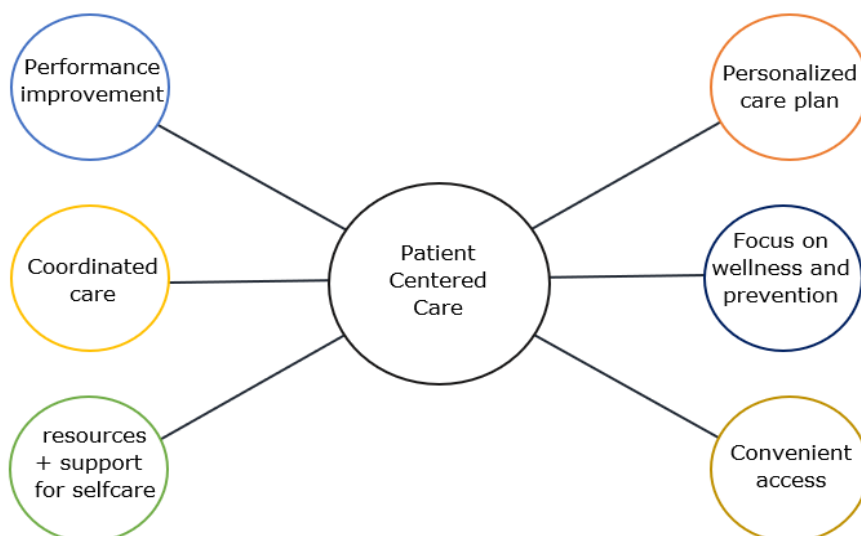 Performance
improvement
Personalized
care plan
Patient
Centered
Care
Coordinated
care
Focus on
wellness and
prevention
resources
+ support
for selfcare
Convenient
access